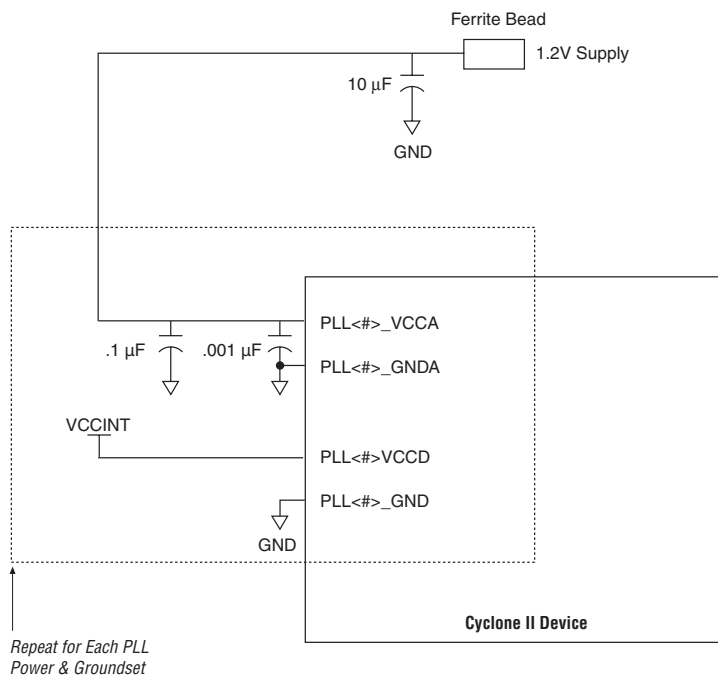 Ferrite Bead
1.2V Supply
10 μF
GND
PLL<#>_VCCA
.1 μF
.001 μF
PLL<#>_GNDA
VCCINT
PLL<#>VCCD
PLL<#>_GND
GND
Cyclone II Device
Repeat for Each PLL
Power & Groundset